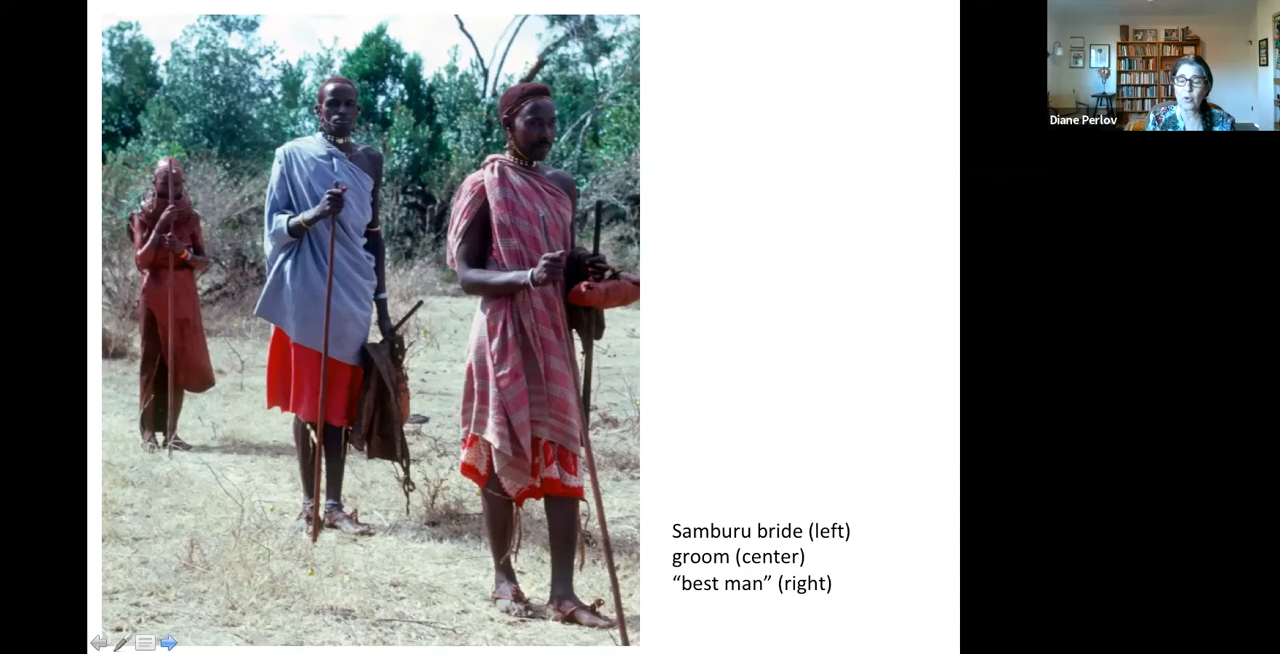 Diane Perlov
Samburu bride (left)
groom (center)
“best man” (right)